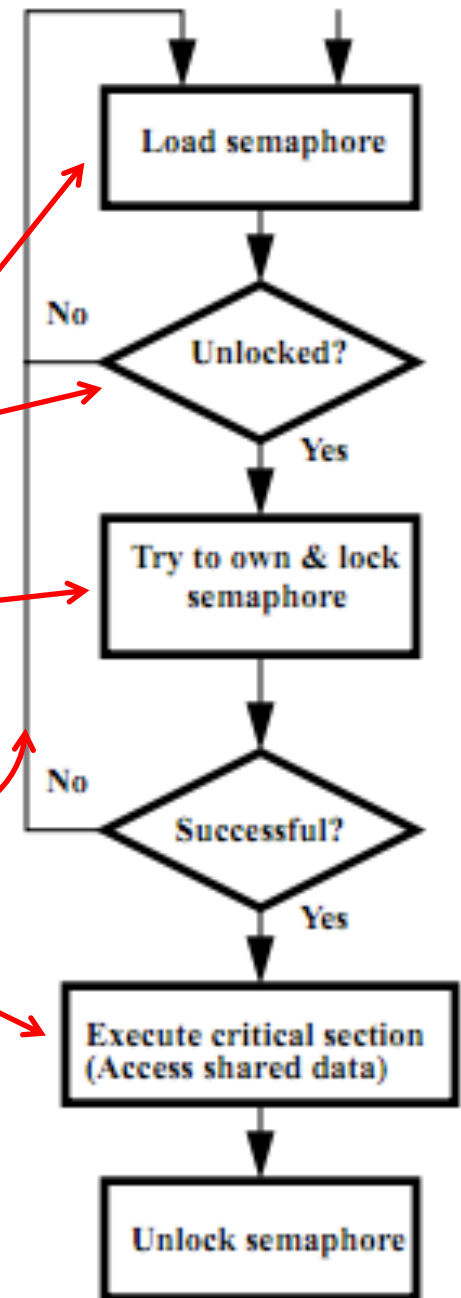 Load semaphore
No
Unlocked?
Yes
Try to own & lock
semaphore
No
Successful?
Yes
Execute critical section
(Access shared data)
Unlock semaphore